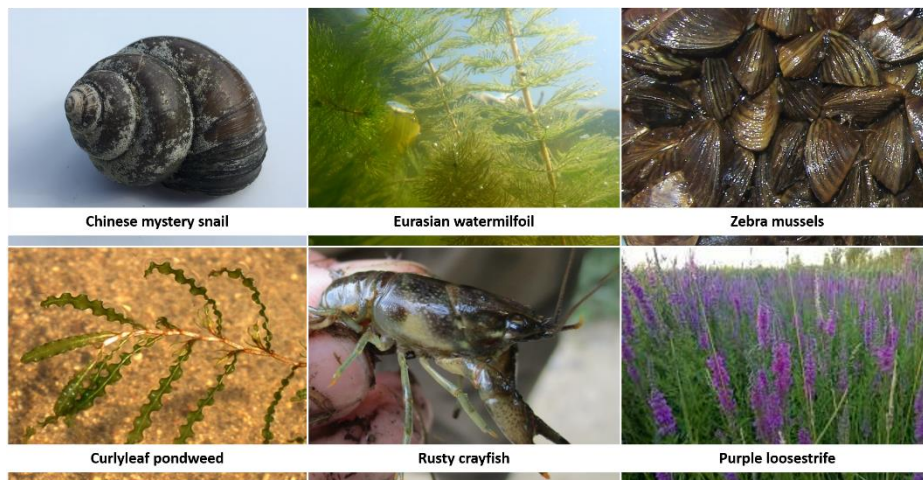 Chinese mystery snail
Eurasian watermilfoil
Zebra mussels
Curlyleaf pondweed
Rusty crayfish
Purple loosestrife